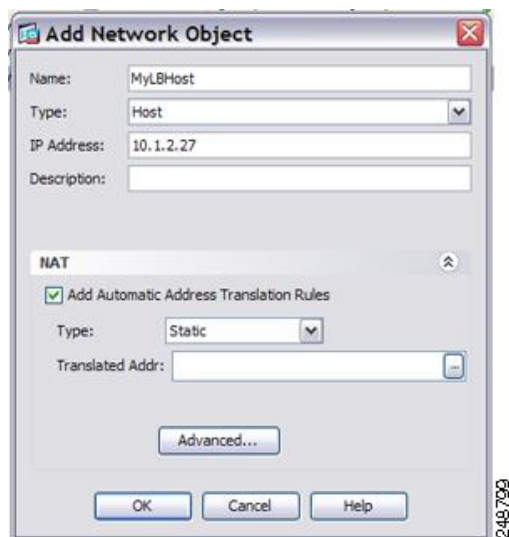 Add Network Object
Name: MyLBHost
Type: Host
IP Address: 10.1.2.27
Description:
NAT
Add Automatic Address Translation Rules
Type: Static
Translated Addr: ...
Advanced...
OK Cancel Help
248799